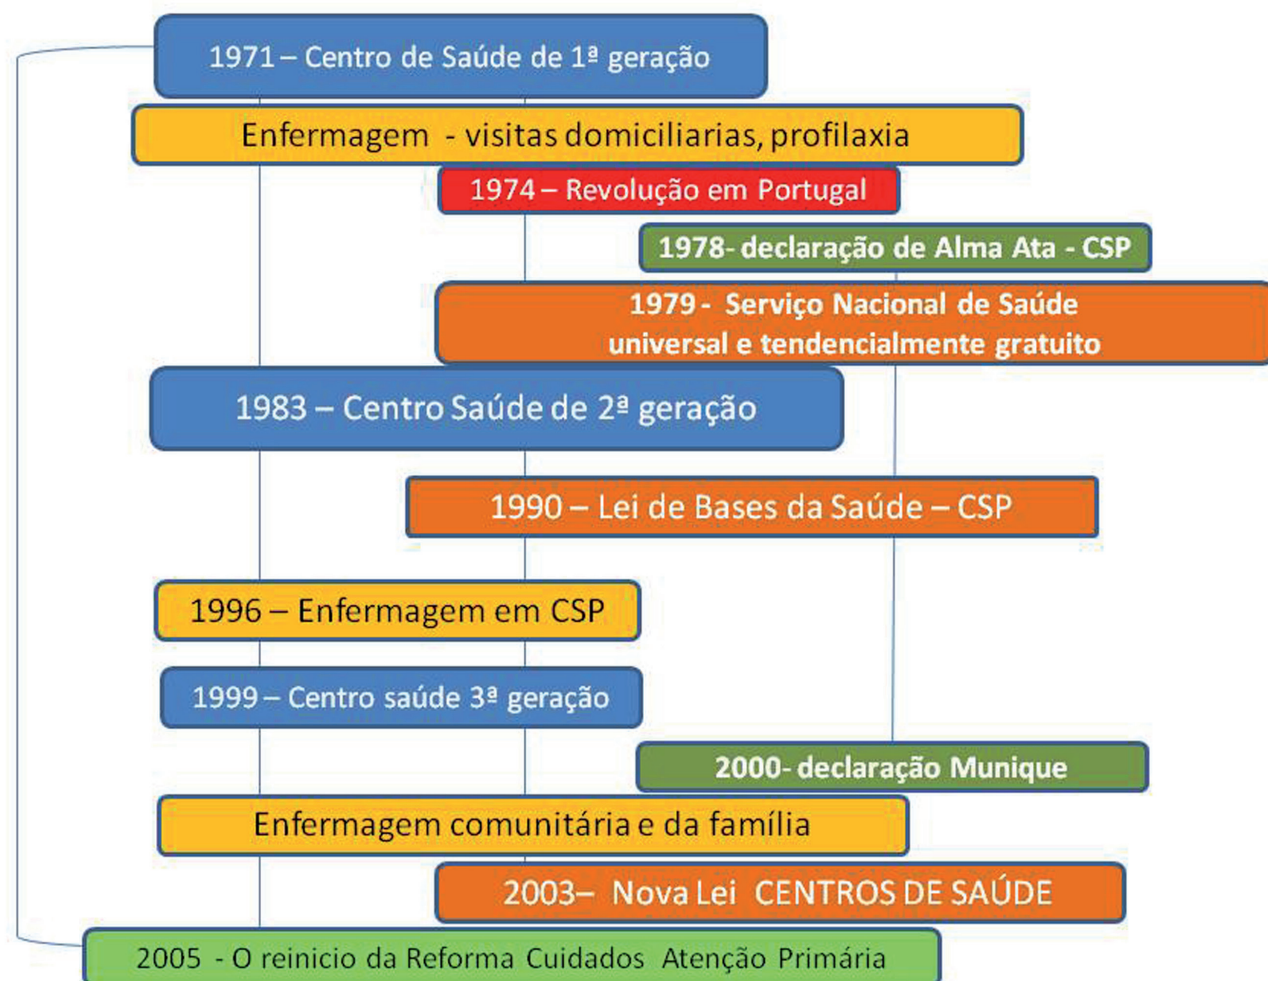 1971 – Centro de Saúde de 1ª geração
Enfermagem - visitas domiciliarias, profilaxia
1974 – Revolução em Portugal
1978- declaração de Alma Ata - CSP
1979 - Serviço Nacional de Saúde
universal e tendencialmente gratuito
1983 – Centro Saúde de 2ª geração
1990 – Lei de Bases da Saúde – CSP
1996 – Enfermagem em CSP
1999 – Centro saúde 3ª geração
2000- declaração Munique
Enfermagem comunitária e da família
2003– Nova Lei CENTROS DE SAÚDE
2005 - O reinicio da Reforma Cuidados Atenção Primária